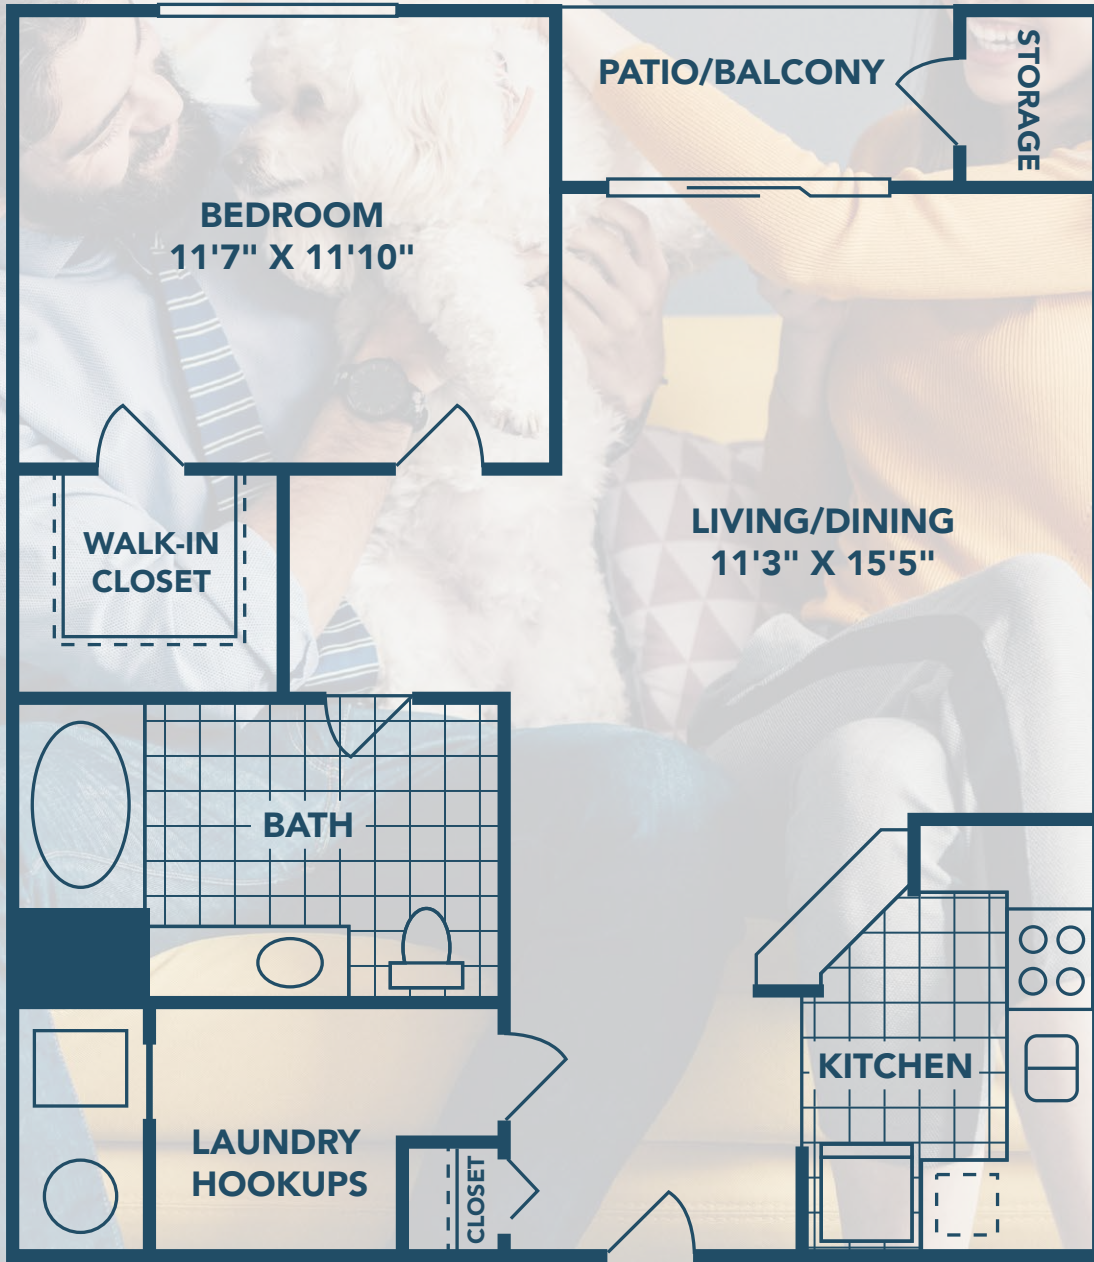 PATIO/BALCONY
STORAGE
BEDROOM
11'7" X 11'10"
LIVING/DINING
11'3" X 15'5"
WALK-IN
CLOSET
BATH
KITCHEN
LAUNDRY
HOOKUPS
CLOSET